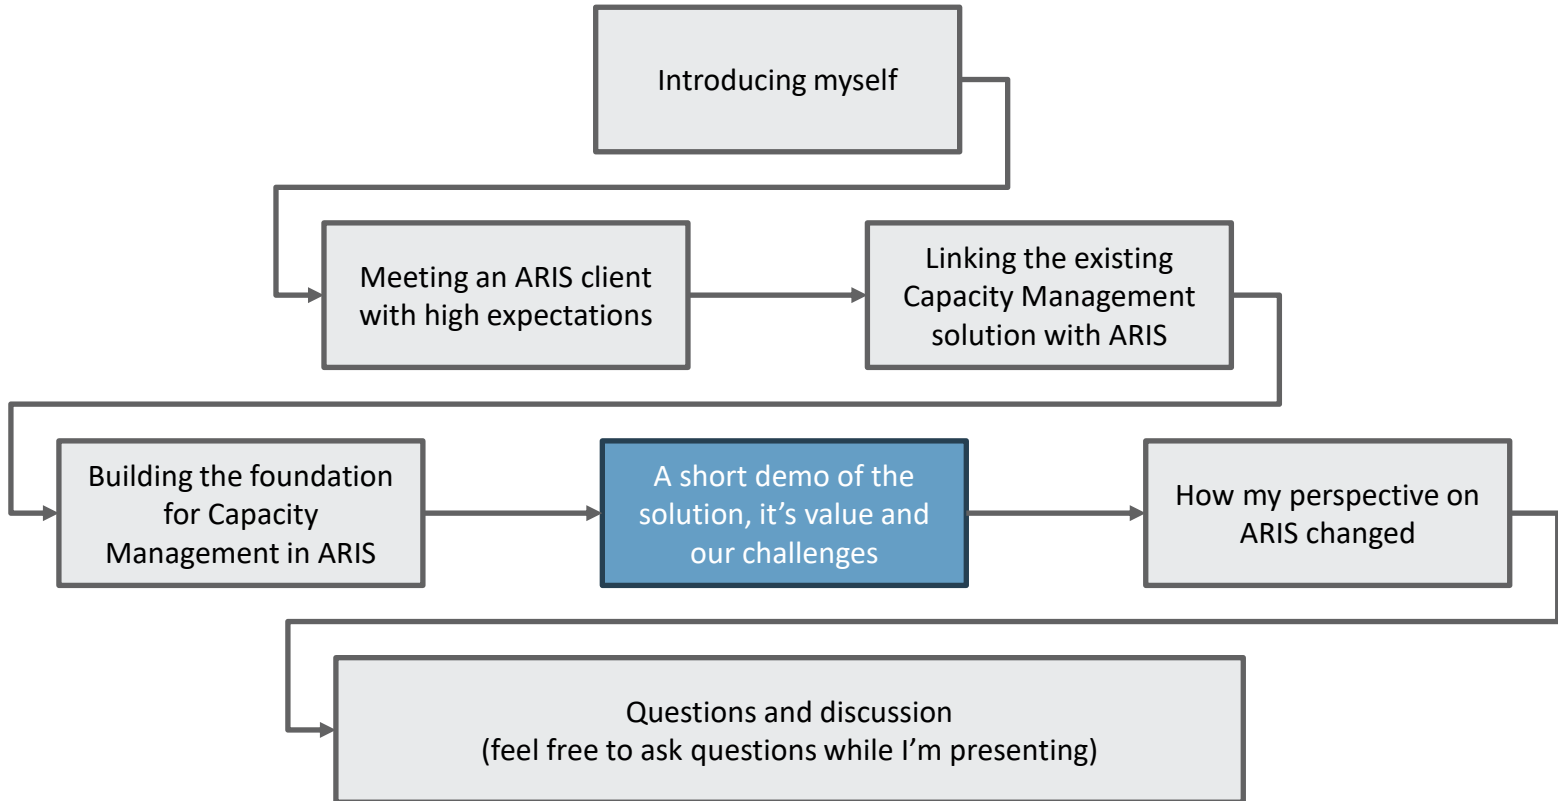 Introducing myself
Meeting an ARIS client
with high expectations
Linking the existing
Capacity Management
solution with ARIS
Building the foundation
for Capacity
Management in ARIS
A short demo of the
solution, it’s value and
our challenges
How my perspective on
ARIS changed
Questions and discussion
(feel free to ask questions while I’m presenting)